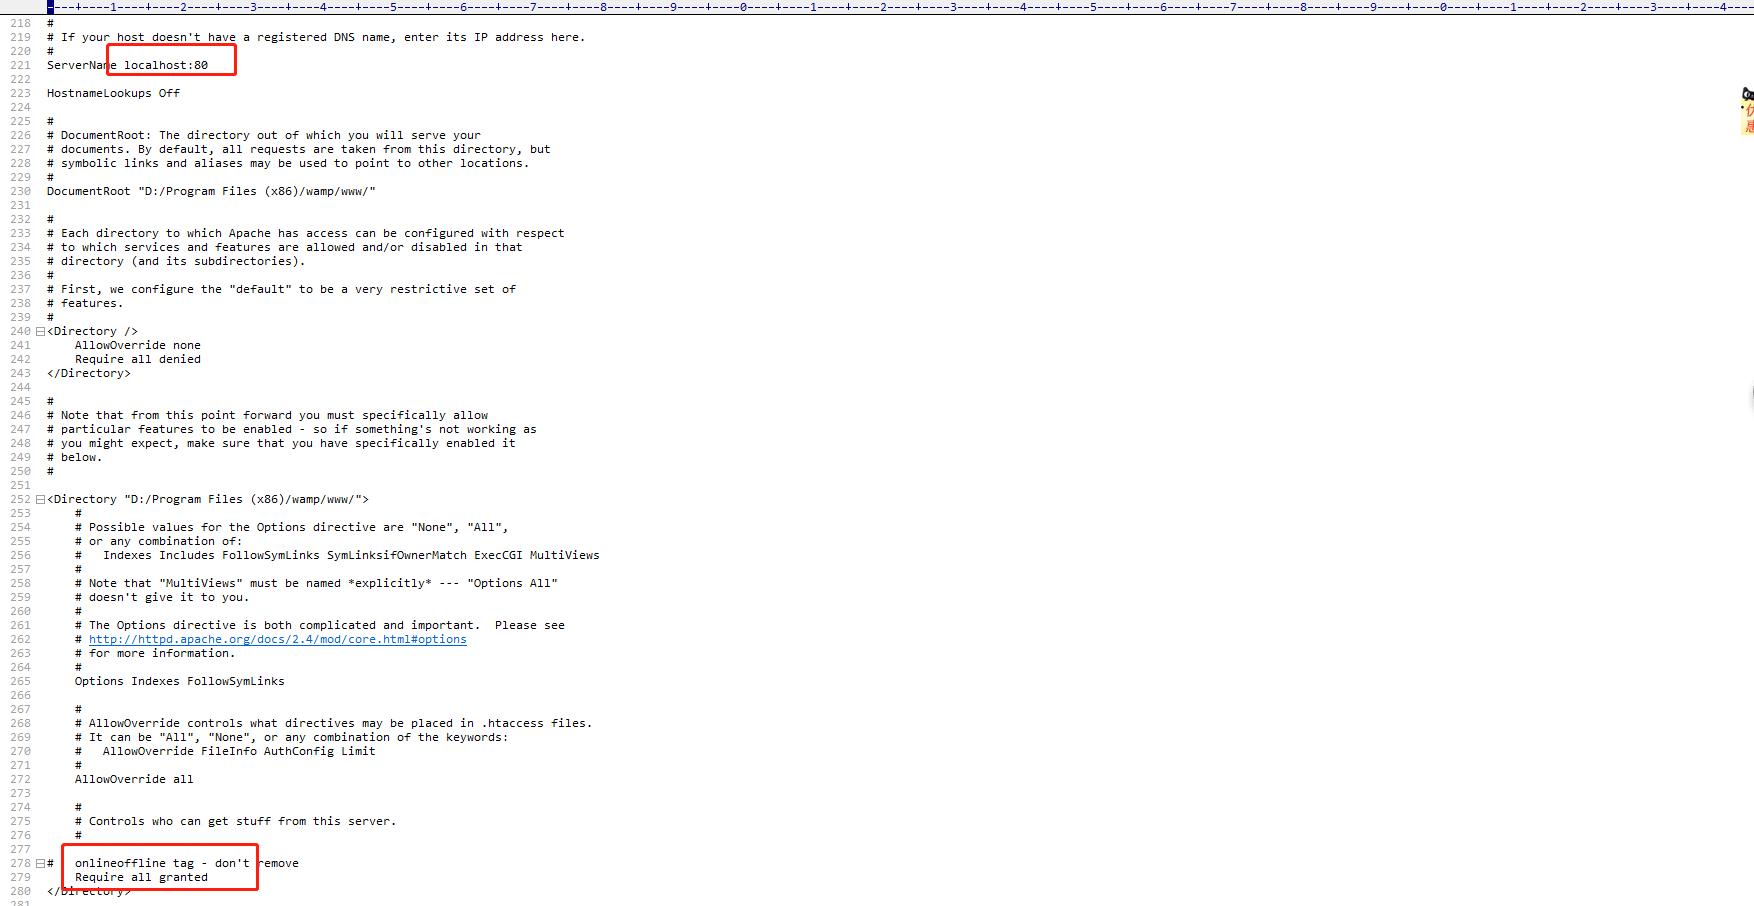 ----+----1----+----2----+----3----+----4----+----5----+----6----+----7----+----8----+----9----+----0----+----1----+----2----+----3----+----4----+----5----+----6----+----7----+----8----+----9----+----0----+----1----+----2----+----3----+----4--
218 #
219 # If your host doesn't have a registered DNS name, enter its IP address here.
220 #
221 ServerName localhost:80
222
223 HostnameLookups Off
224
225 #
226 # DocumentRoot: The directory out of which you will serve your
227 # documents. By default, all requests are taken from this directory, but
228 # symbolic links and aliases may be used to point to other locations.
229 #
230 DocumentRoot "D:/Program Files (x86)/wamp/www/"
231
232 #
233 # Each directory to which Apache has access can be configured with respect
234 # to which services and features are allowed and/or disabled in that
235 # directory (and its subdirectories).
236 #
237 # First, we configure the "default" to be a very restrictive set of
238 # features.
239 #
240 <Directory />
241     AllowOverride none
242     Require all denied
243 </Directory>
244
245 #
246 # Note that from this point forward you must specifically allow
247 # particular features to be enabled - so if something's not working as
248 # you might expect, make sure that you have specifically enabled it
249 # below.
250 #
251
252 <Directory "D:/Program Files (x86)/wamp/www/">
253     #
254     # Possible values for the Options directive are "None", "All",
255     # or any combination of:
256     #   Indexes Includes FollowSymLinks SymLinksifOwnerMatch ExecCGI MultiViews
257     #
258     # Note that "MultiViews" must be named *explicitly* --- "Options All"
259     # doesn't give it to you.
260     #
261     # The Options directive is both complicated and important.  Please see
262     # http://httpd.apache.org/docs/2.4/mod/core.html#options
263     # for more information.
264     #
265     Options Indexes FollowSymLinks
266
267     #
268     # AllowOverride controls what directives may be placed in .htaccess files.
269     # It can be "All", "None", or any combination of the keywords:
270     #   AllowOverride FileInfo AuthConfig Limit
271     #
272     AllowOverride all
273
274     #
275     # Controls who can get stuff from this server.
276     #
277
278 #   onlineoffline tag - don't remove
279     Require all granted
280 </Directory>
281